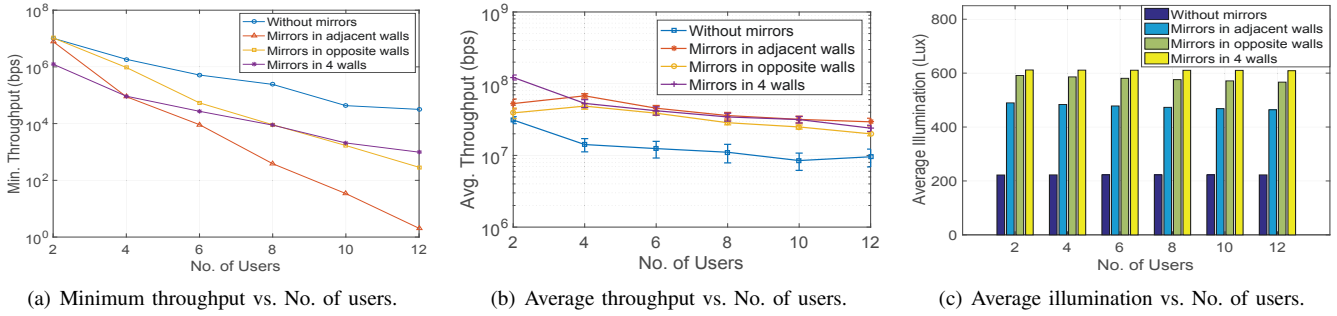 Without mirrors
Mirrors in adjacent walls
Mirrors in opposite walls
Mirrors in 4 walls
10^8
10^6
10^4
10^2
10^0
Min. Throughput (bps)
2 4 6 8 10 12
No. of Users
(a) Minimum throughput vs. No. of users.
Without mirrors
Mirrors in adjacent walls
Mirrors in opposite walls
Mirrors in 4 walls
10^9
10^8
10^7
10^6
Avg. Throughput (bps)
2 4 6 8 10 12
No. of Users
(b) Average throughput vs. No. of users.
Without mirrors
Mirrors in adjacent walls
Mirrors in opposite walls
Mirrors in 4 walls
800
600
400
200
0
Average Illumination (Lux)
2 4 6 8 10 12
No. of Users
(c) Average illumination vs. No. of users.